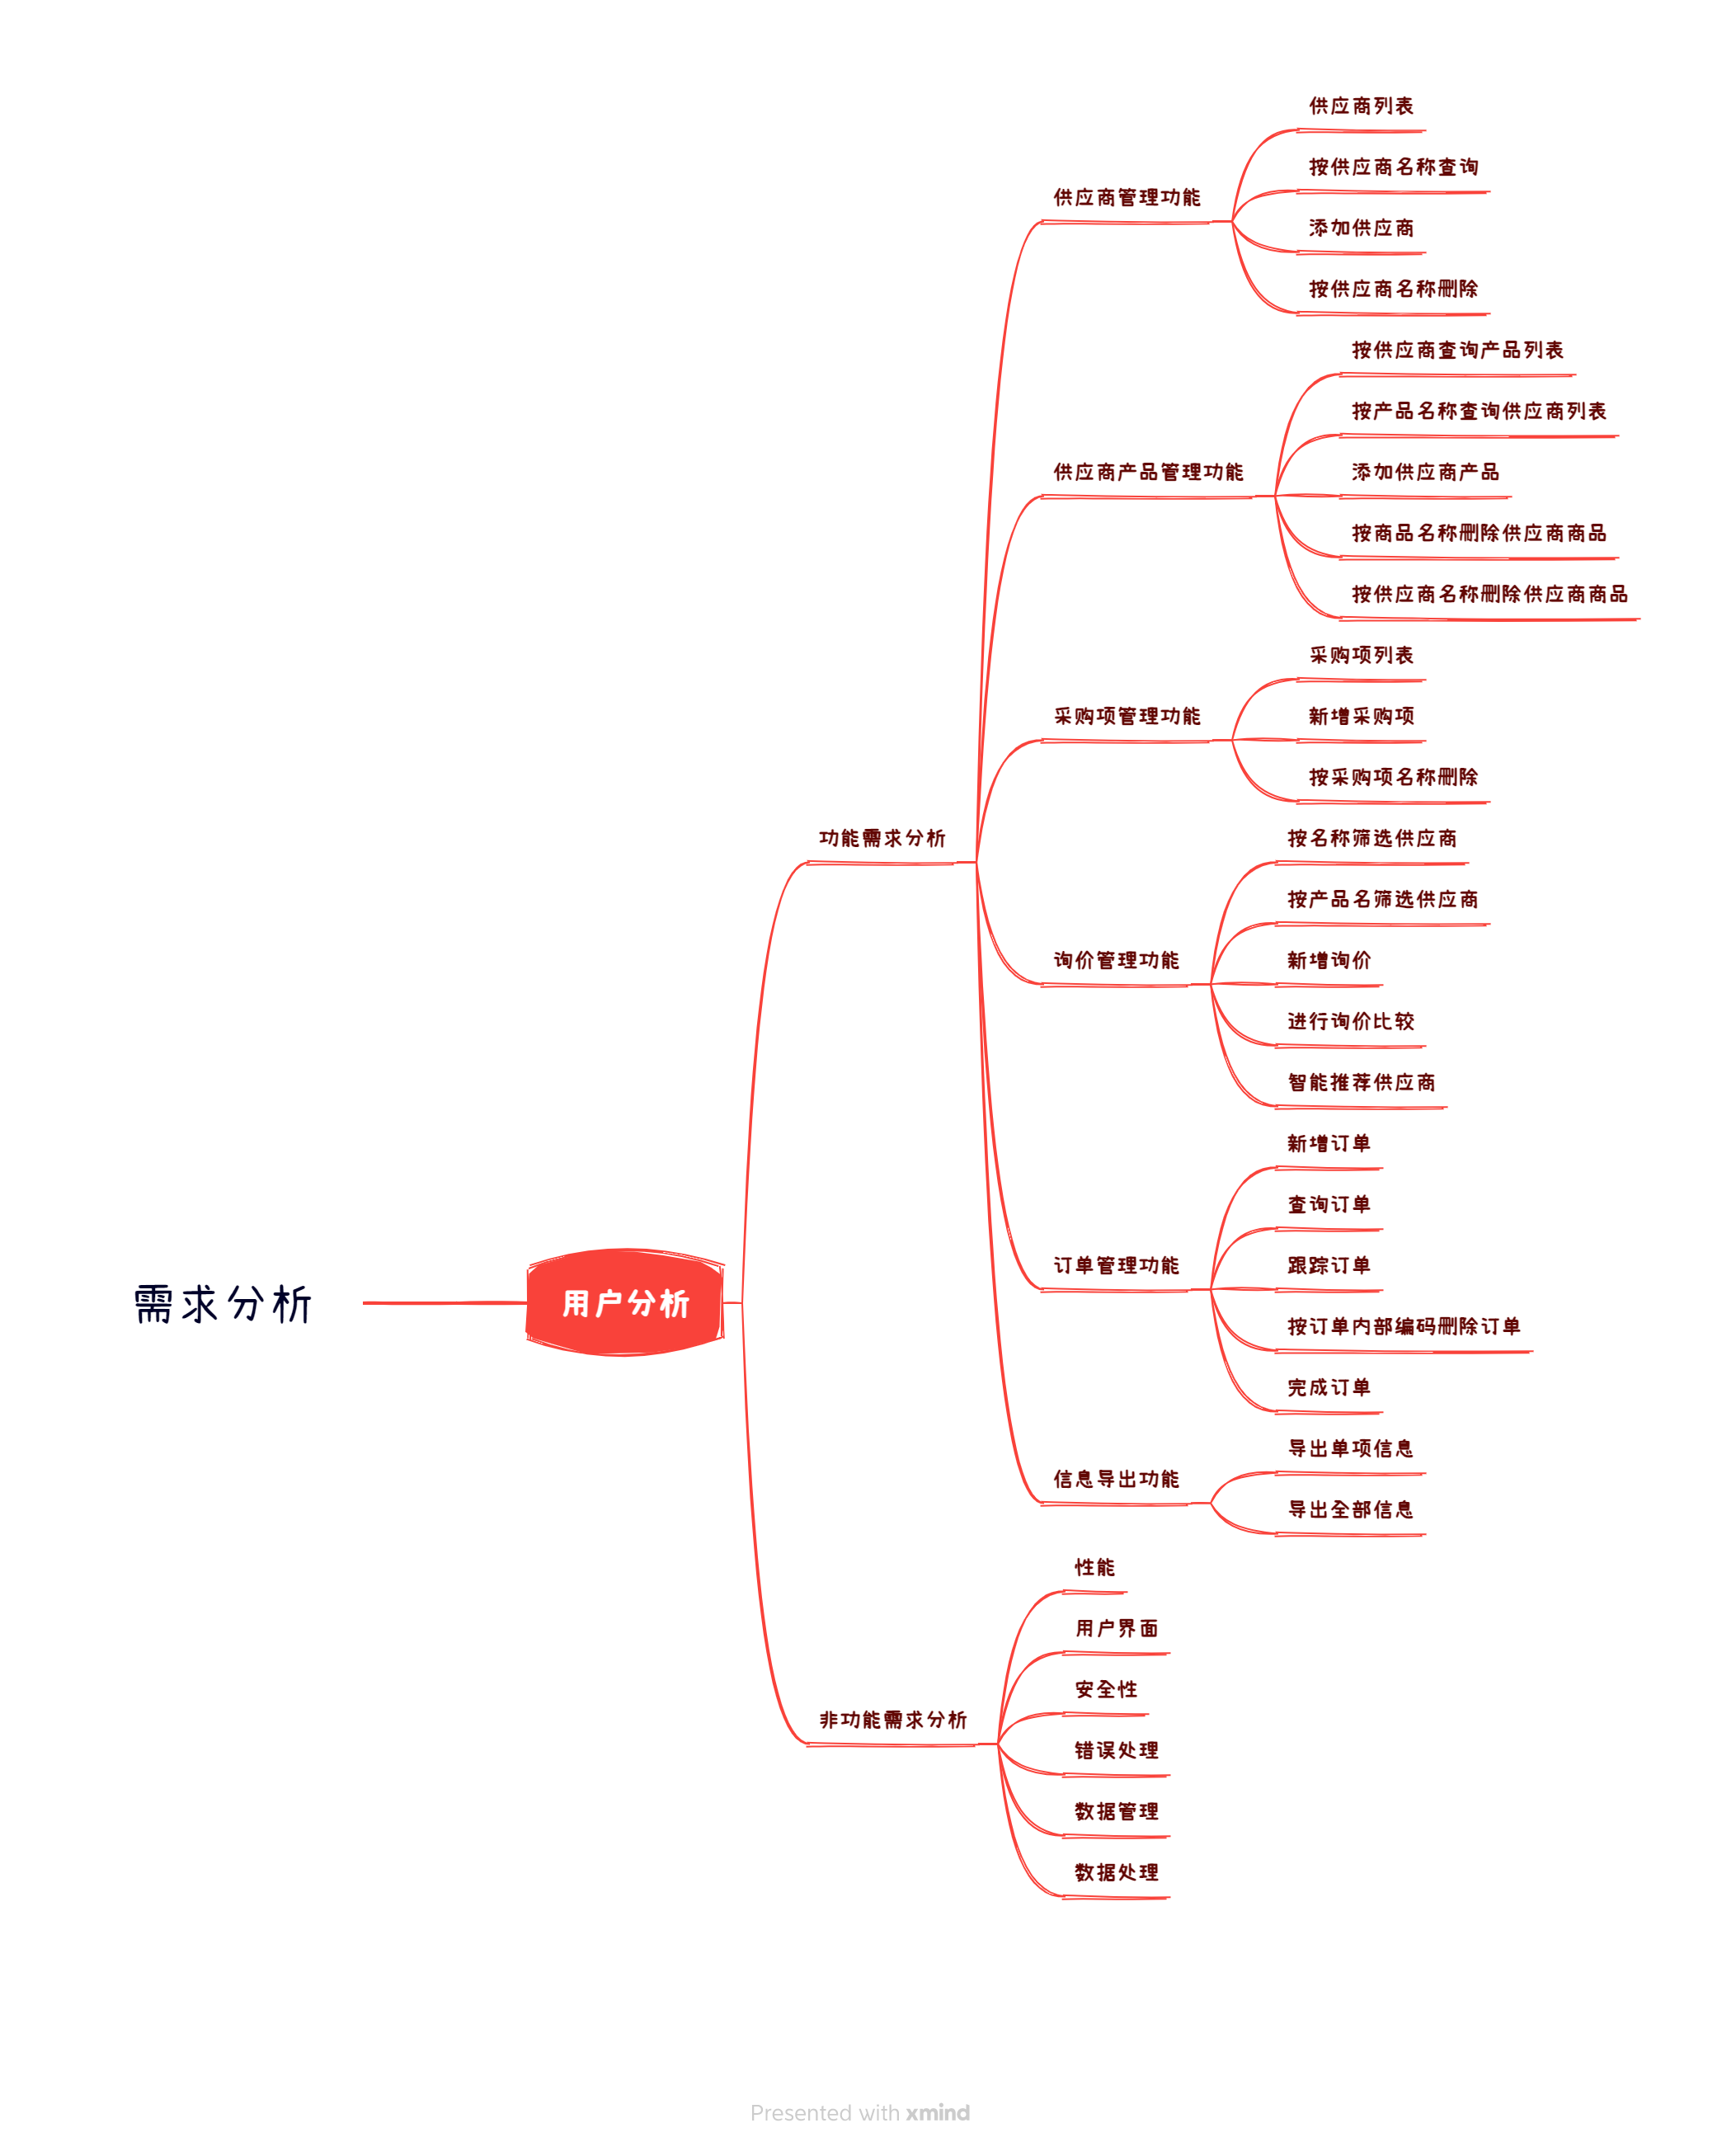 需求分析
用户分析
功能需求分析
供应商管理功能
供应商列表
按供应商名称查询
添加供应商
按供应商名称删除
供应商产品管理功能
按供应商查询产品列表
按产品名称查询供应商列表
添加供应商产品
按商品名称删除供应商商品
按供应商名称删除供应商商品
采购项管理功能
采购项列表
新增采购项
按采购项名称删除
询价管理功能
按名称筛选供应商
按产品名筛选供应商
新增询价
进行询价比较
智能推荐供应商
订单管理功能
新增订单
查询订单
跟踪订单
按订单内部编码删除订单
完成订单
信息导出功能
导出单项信息
导出全部信息
非功能需求分析
性能
用户界面
安全性
错误处理
数据管理
数据处理
Presented with xmind